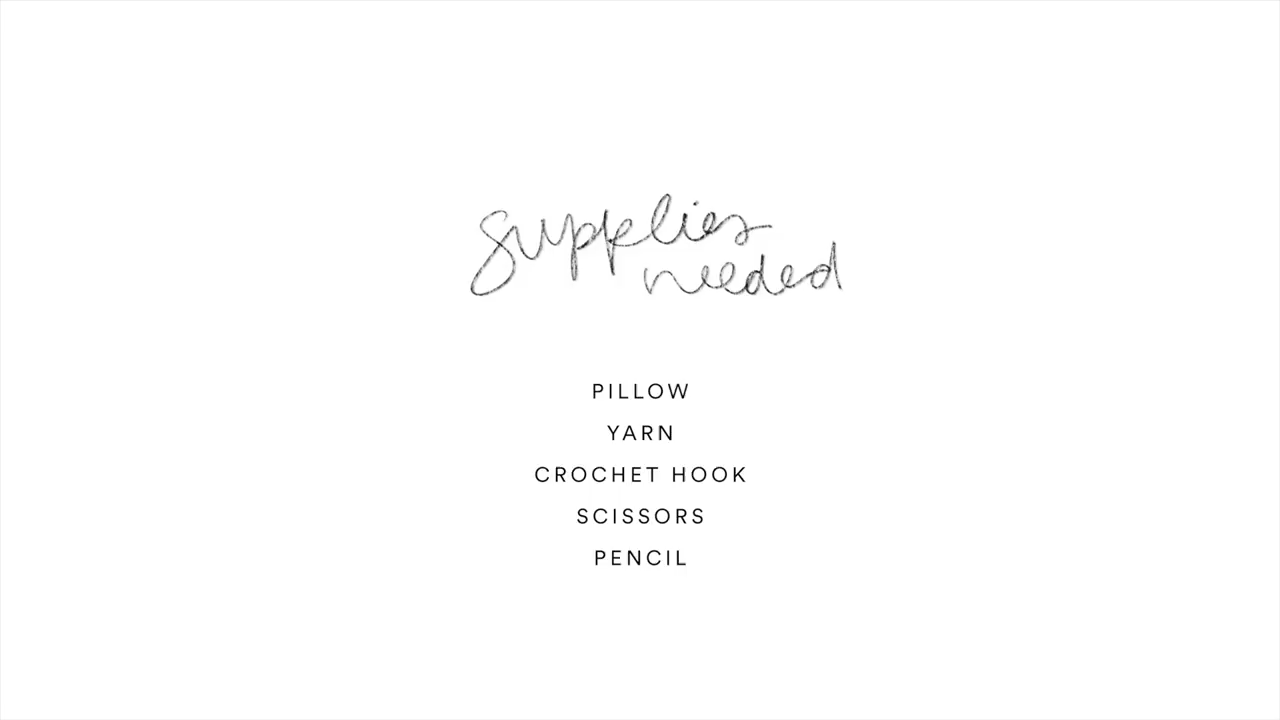 supplies
needed
PILLOW
YARN
CROCHET HOOK
SCISSORS
PENCIL